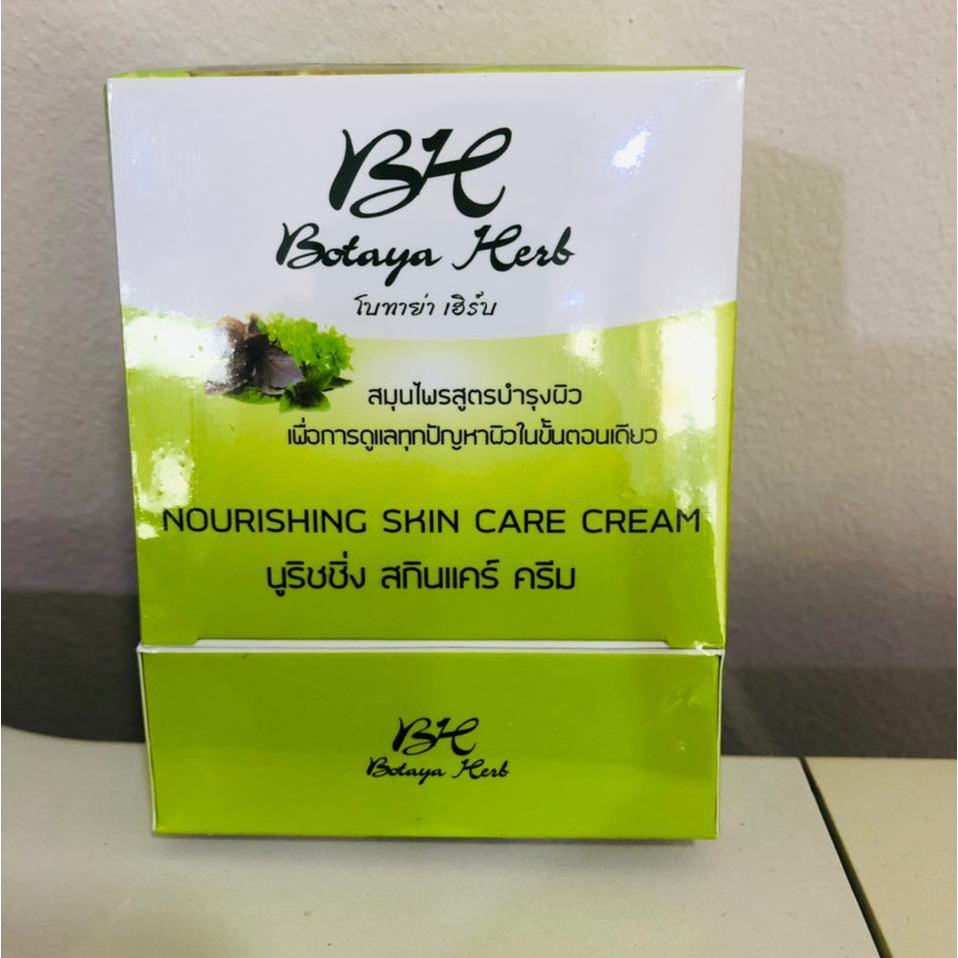 BH
Botaya Herb
โบทาย่า เฮิร์บ
สมุนไพรสูตรบำรุงผิว
เพื่อการดูแลทุกปัญหาผิวในขั้นตอนเดียว
NOURISHING SKIN CARE CREAM
นูริชชิ่ง สกินแคร์ ครีม
BH
Botaya Herb